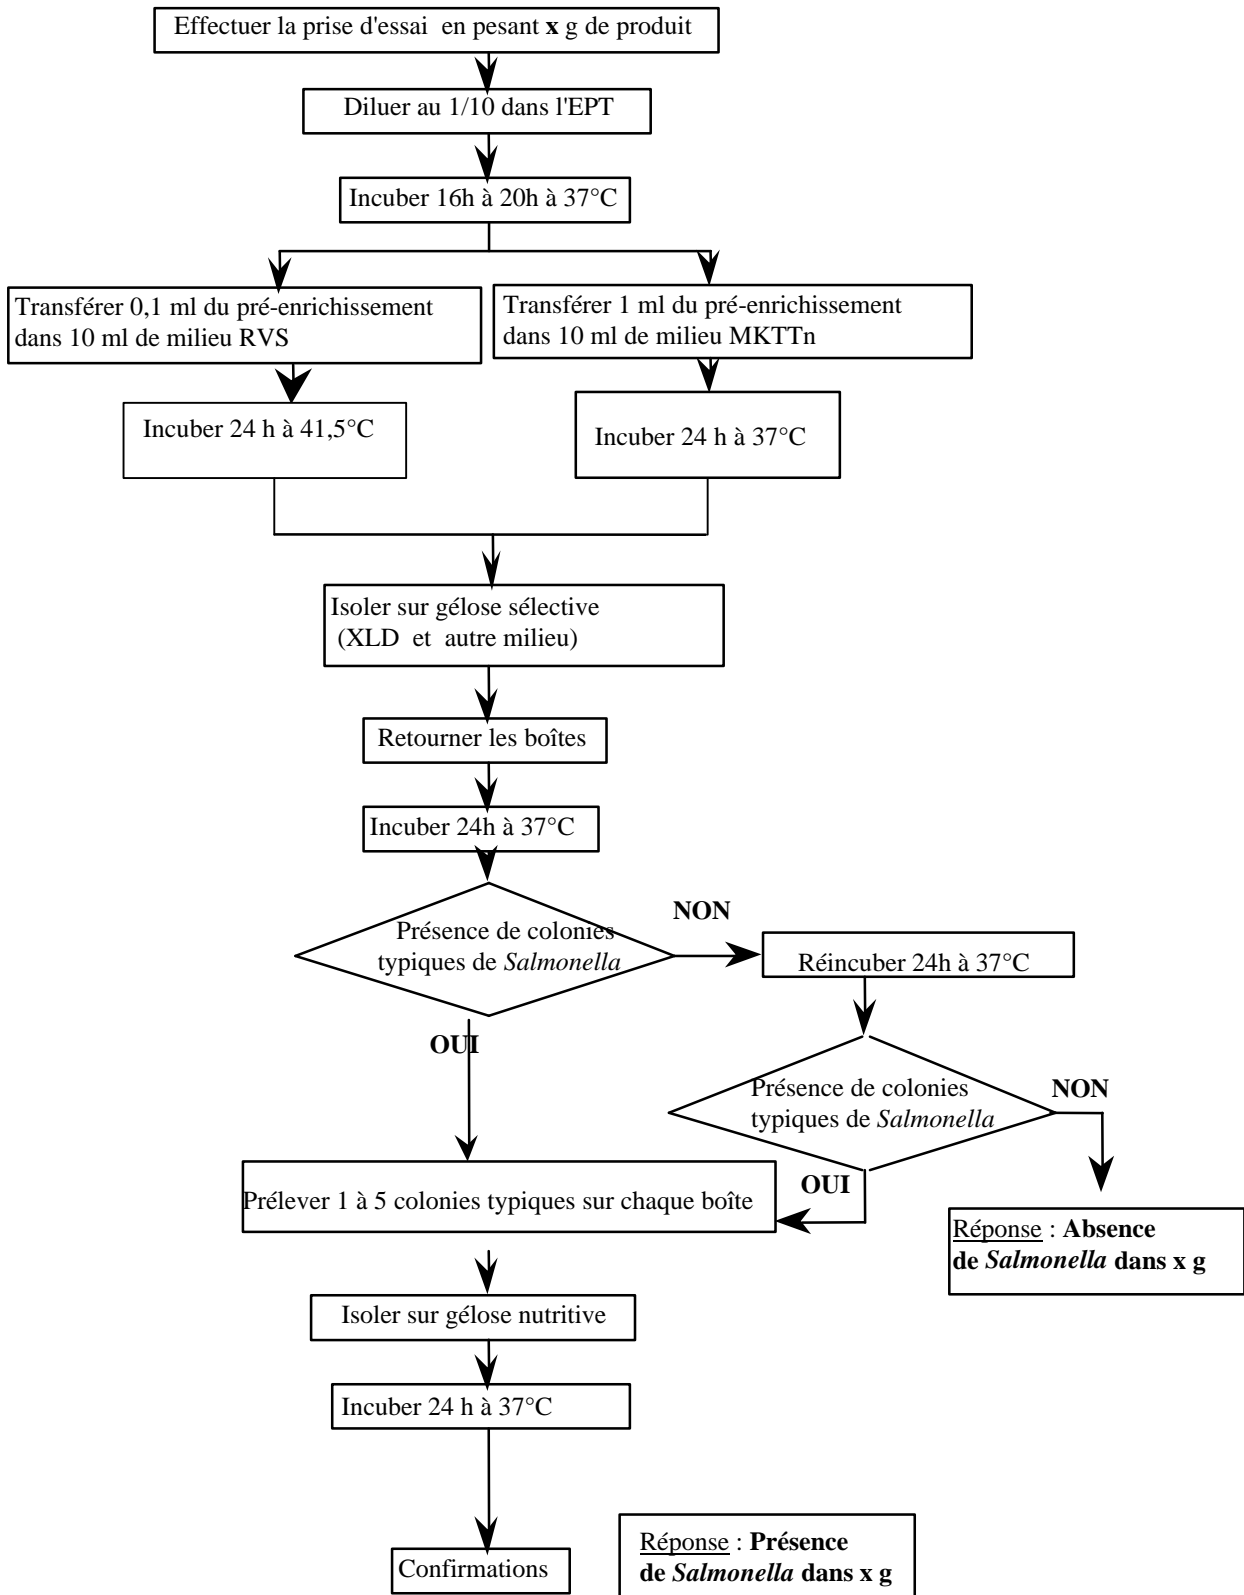 Effectuer la prise d'essai en pesant x g de produit
Diluer au 1/10 dans l'EPT
Incuber 16h à 20h à 37°C
Transférer 0,1 ml du pré-enrichissement
dans 10 ml de milieu RVS
Transférer 1 ml du pré-enrichissement
dans 10 ml de milieu MKTTn
Incuber 24 h à 41,5°C
Incuber 24 h à 37°C
Isoler sur gélose sélective
(XLD et autre milieu)
Retourner les boîtes
Incuber 24h à 37°C
Présence de colonies
typiques de Salmonella
NON
Réincuber 24h à 37°C
OUI
Présence de colonies
typiques de Salmonella
NON
OUI
Prélever 1 à 5 colonies typiques sur chaque boîte
Réponse : Absence
de Salmonella dans x g
Isoler sur gélose nutritive
Incuber 24 h à 37°C
Confirmations
Réponse : Présence
de Salmonella dans x g